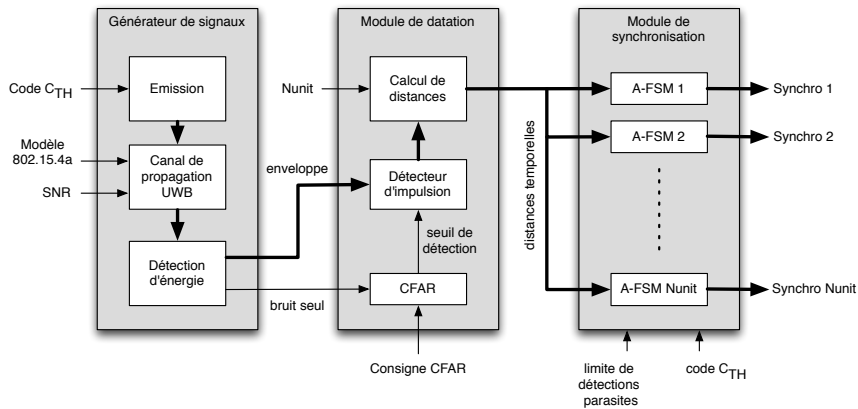 Générateur de signaux
Module de datation
Module de
synchronisation
Code CTH
Emission
Modèle
802.15.4a
SNR
Canal de
propagation
UWB
Détection
d'énergie
enveloppe
bruit seul
Nunit
Calcul de
distances
Détecteur
d'impulsion
seuil de
détection
CFAR
Consigne CFAR
distances temporelles
A-FSM 1
Synchro 1
A-FSM 2
Synchro 2
A-FSM Nunit
Synchro Nunit
limite de
détections
parasites
code CTH